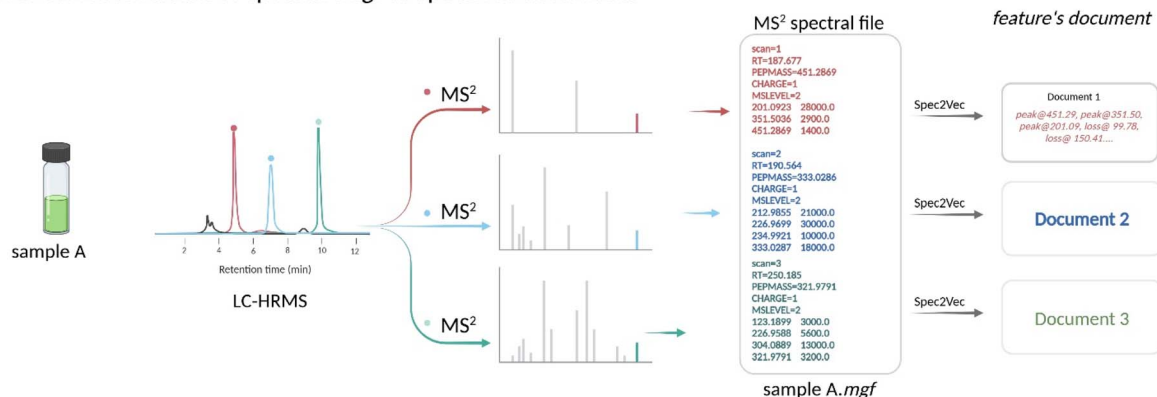 MS² spectral file
feature's document
scan=1
RT=187.677
PEPMASS=451.2869
CHARGE=1
MSLEVEL=2
201.0923 28000.0
351.5036 2900.0
451.2869 1400.0
scan=2
RT=190.564
PEPMASS=333.0286
CHARGE=1
MSLEVEL=2
212.9855 21000.0
226.9699 30000.0
234.9921 10000.0
333.0287 18000.0
scan=3
RT=250.185
PEPMASS=321.9791
CHARGE=1
MSLEVEL=2
123.1899 3000.0
226.9588 5600.0
304.0889 13000.0
321.9791 3200.0
sample A.mgf
MS²
MS²
MS²
sample A
2 4 6 8 10 12
Retention time (min)
LC-HRMS
Spec2Vec
Spec2Vec
Spec2Vec
Document 1
peak@451.29, peak@351.50,
peak@201.09, loss@ 99.78,
loss@ 150.41....
Document 2
Document 3